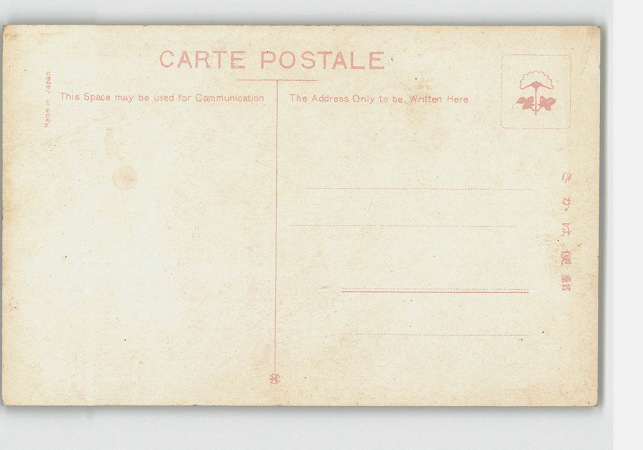 CARTE POSTALE
Made in Japan
This Space may be used for Communication
The Address Only to be Written Here
きかは便郵